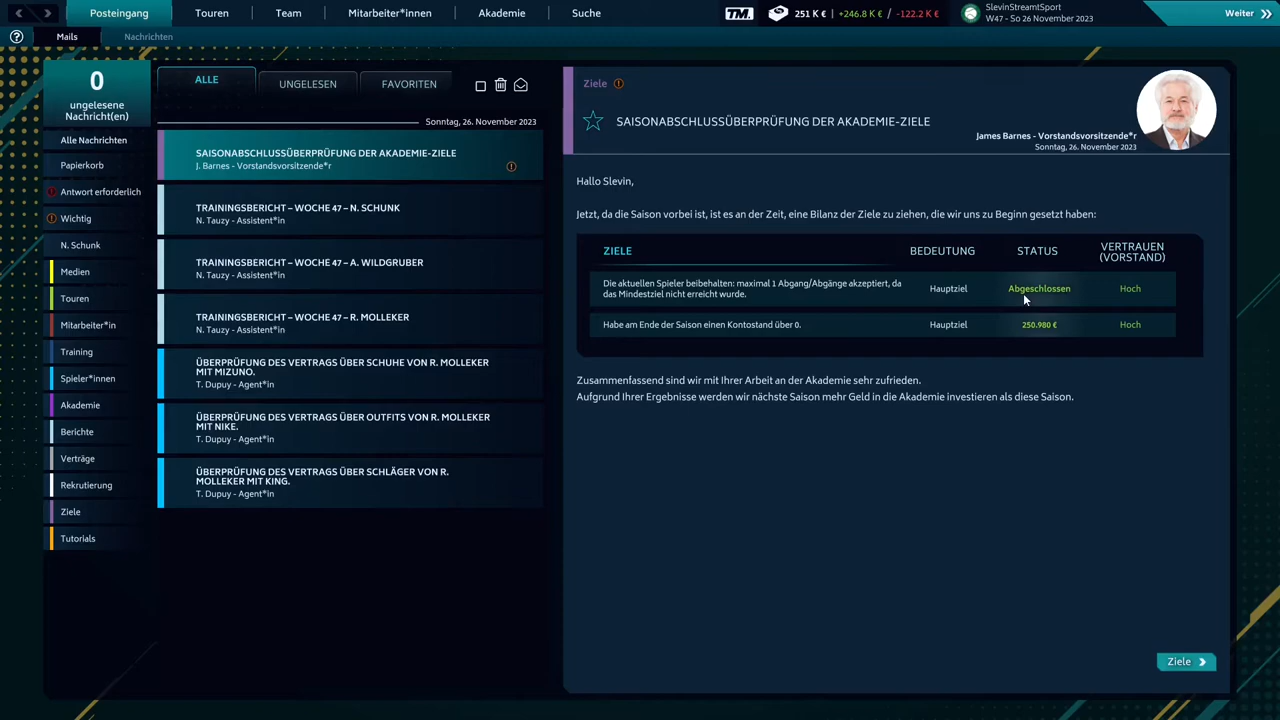 Posteingang
Touren
Team
Mitarbeiter*innen
Akademie
Suche
TM.
251 K € | +246.8 K € / -122.2 K €
SlevinStreamtSport
W47 - So 26 November 2023
Weiter
?
Mails
Nachrichten
0
ungelesene
Nachricht(en)
Alle Nachrichten
Papierkorb
Antwort erforderlich
Wichtig
N. Schunk
Medien
Touren
Mitarbeiter*in
Training
Spieler*innen
Akademie
Berichte
Verträge
Rekrutierung
Ziele
Tutorials
ALLE
UNGELESEN
FAVORITEN
Sonntag, 26. November 2023
SAISONABSCHLUSSÜBERPRÜFUNG DER AKADEMIE-ZIELE
J. Barnes - Vorstandsvorsitzende*r
TRAININGSBERICHT – WOCHE 47 – N. SCHUNK
N. Tauzy - Assistent*in
TRAININGSBERICHT – WOCHE 47 – A. WILDGRUBER
N. Tauzy - Assistent*in
TRAININGSBERICHT – WOCHE 47 – R. MOLLEKER
N. Tauzy - Assistent*in
ÜBERPRÜFUNG DES VERTRAGS ÜBER SCHUHE VON R. MOLLEKER
MIT MIZUNO.
T. Dupuy - Agent*in
ÜBERPRÜFUNG DES VERTRAGS ÜBER OUTFITS VON R. MOLLEKER
MIT NIKE.
T. Dupuy - Agent*in
ÜBERPRÜFUNG DES VERTRAGS ÜBER SCHLÄGER VON R.
MOLLEKER MIT KING.
T. Dupuy - Agent*in
Ziele
SAISONABSCHLUSSÜBERPRÜFUNG DER AKADEMIE-ZIELE
James Barnes - Vorstandsvorsitzende*r
Sonntag, 26. November 2023
Hallo Slevin,
Jetzt, da die Saison vorbei ist, ist es an der Zeit, eine Bilanz der Ziele zu ziehen, die wir uns zu Beginn gesetzt haben:
ZIELE
BEDEUTUNG
STATUS
VERTRAUEN
(VORSTAND)
Die aktuellen Spieler beibehalten: maximal 1 Abgang/Abgänge akzeptiert, da
das Mindestziel nicht erreicht wurde.
Hauptziel
Abgeschlossen
Hoch
Habe am Ende der Saison einen Kontostand über 0.
Hauptziel
250.980 €
Hoch
Zusammenfassend sind wir mit Ihrer Arbeit an der Akademie sehr zufrieden.
Aufgrund Ihrer Ergebnisse werden wir nächste Saison mehr Geld in die Akademie investieren als diese Saison.
Ziele